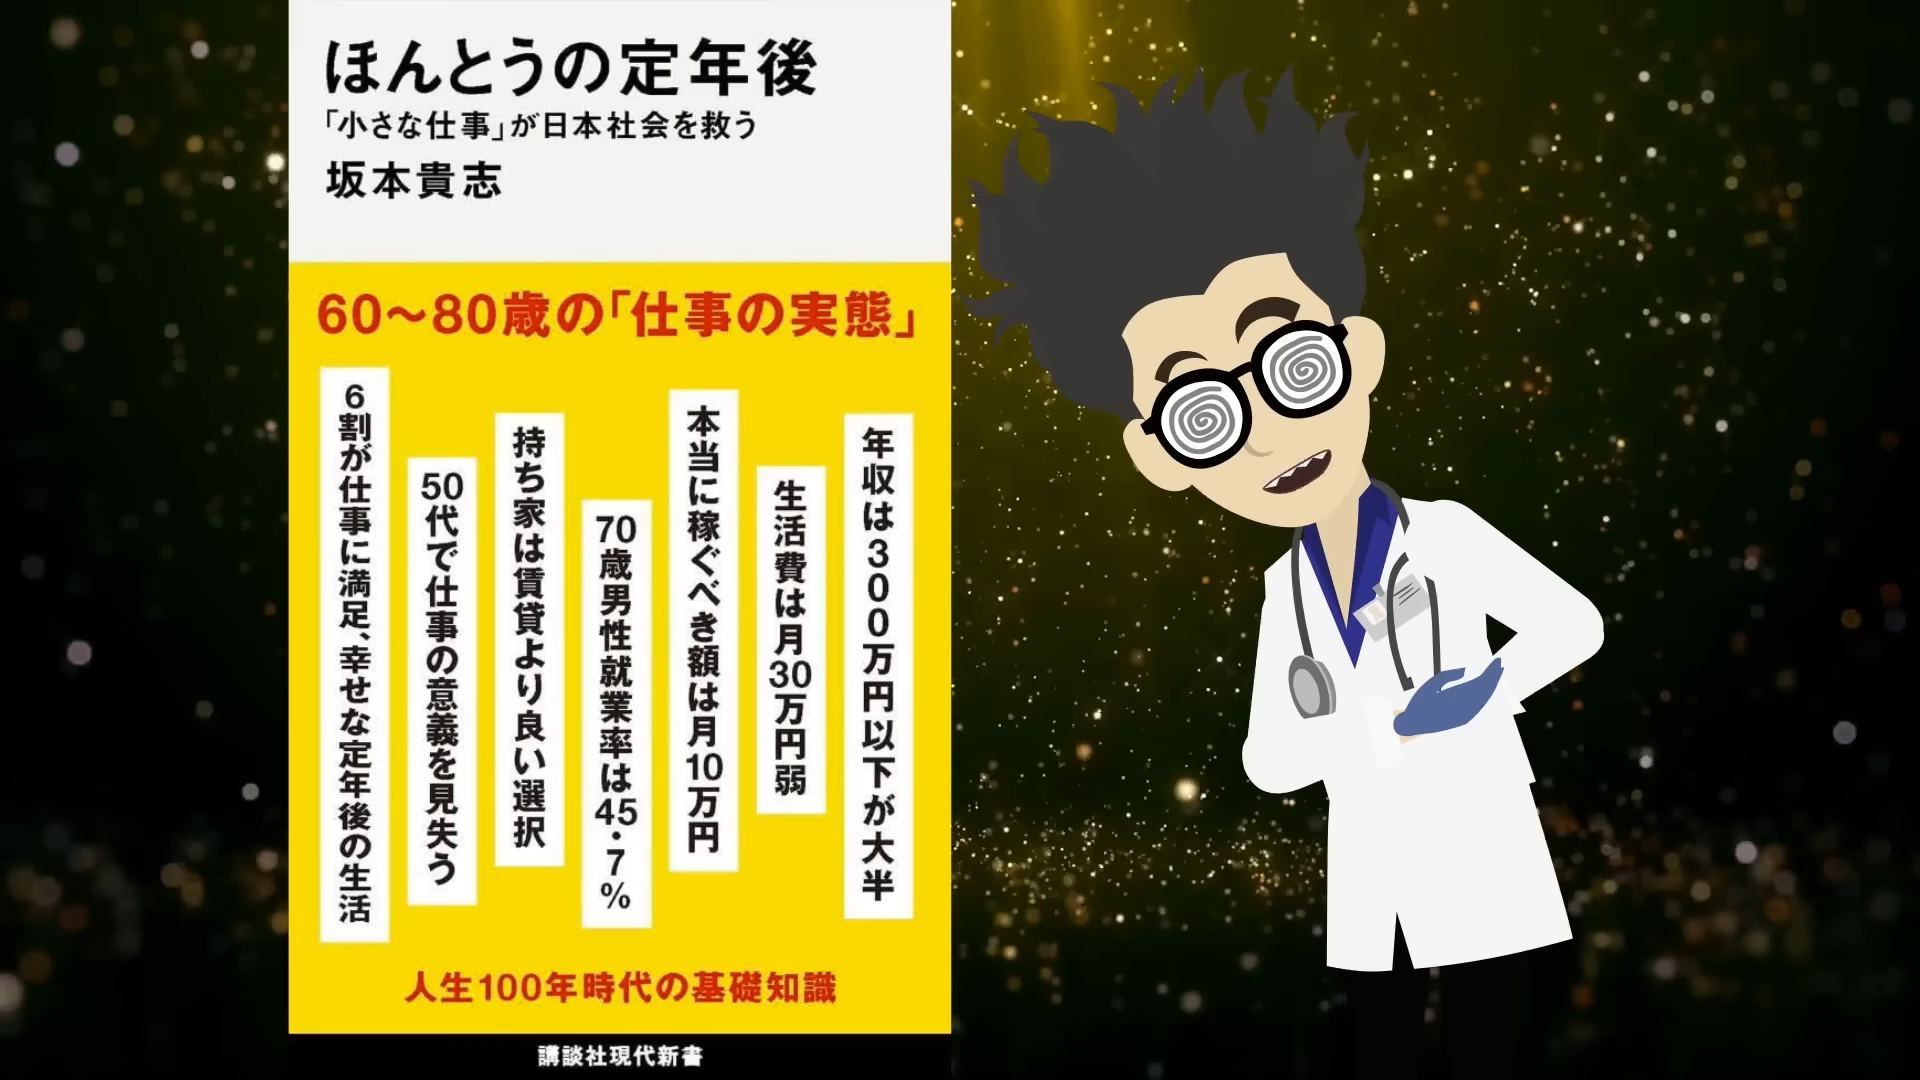 ほんとうの定年後
「小さな仕事」が日本社会を救う
坂本貴志
60〜80歳の「仕事の実態」
年収は300万円以下が大半
生活費は月30万円弱
本当に稼ぐべき額は月10万円
70歳男性就業率は45・7%
持ち家は賃貸より良い選択
50代で仕事の意義を見失う
6割が仕事に満足、幸せな定年後の生活
人生100年時代の基礎知識
講談社現代新書